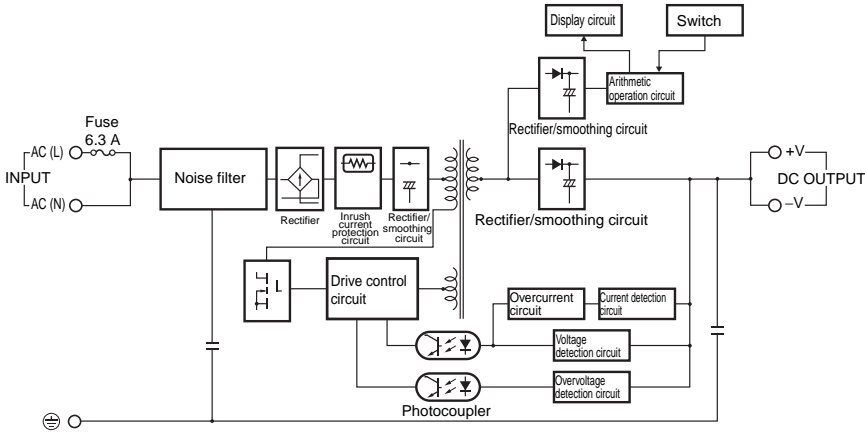 Display circuit
Switch
Fuse
6.3 A
Arithmetic
operation circuit
Rectifier/smoothing circuit
AC (L)
INPUT
AC (N)
Noise filter
+V
DC OUTPUT
−V
Rectifier
Inrush
current
protection
circuit
Rectifier/
smoothing
circuit
Rectifier/smoothing circuit
Drive control
circuit
Overcurrent
circuit
Current detection
circuit
Voltage
detection circuit
Overvoltage
detection circuit
Photocoupler